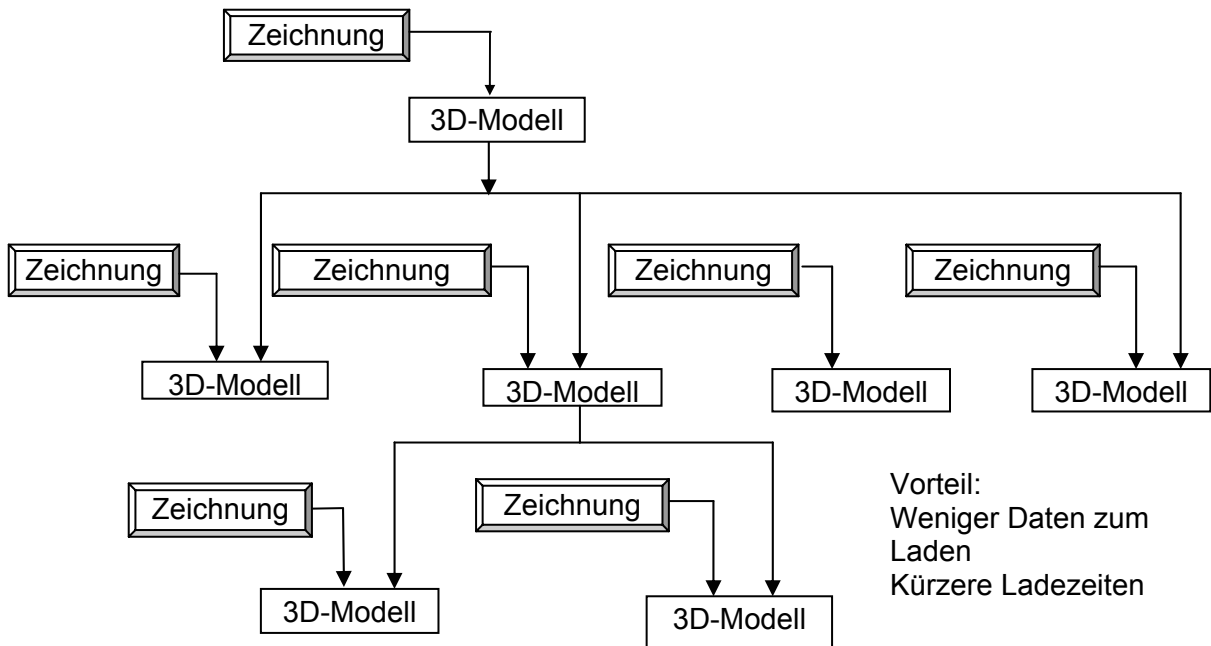 Zeichnung
3D-Modell
Zeichnung
Zeichnung
Zeichnung
Zeichnung
3D-Modell
3D-Modell
3D-Modell
3D-Modell
Zeichnung
Zeichnung
3D-Modell
3D-Modell
Vorteil:
Weniger Daten zum
Laden
Kürzere Ladezeiten